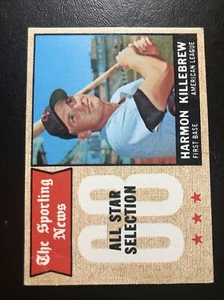 The Sporting
News
68
ALL STAR
SELECTION
HARMON KILLEBREW
FIRST BASE
AMERICAN LEAGUE